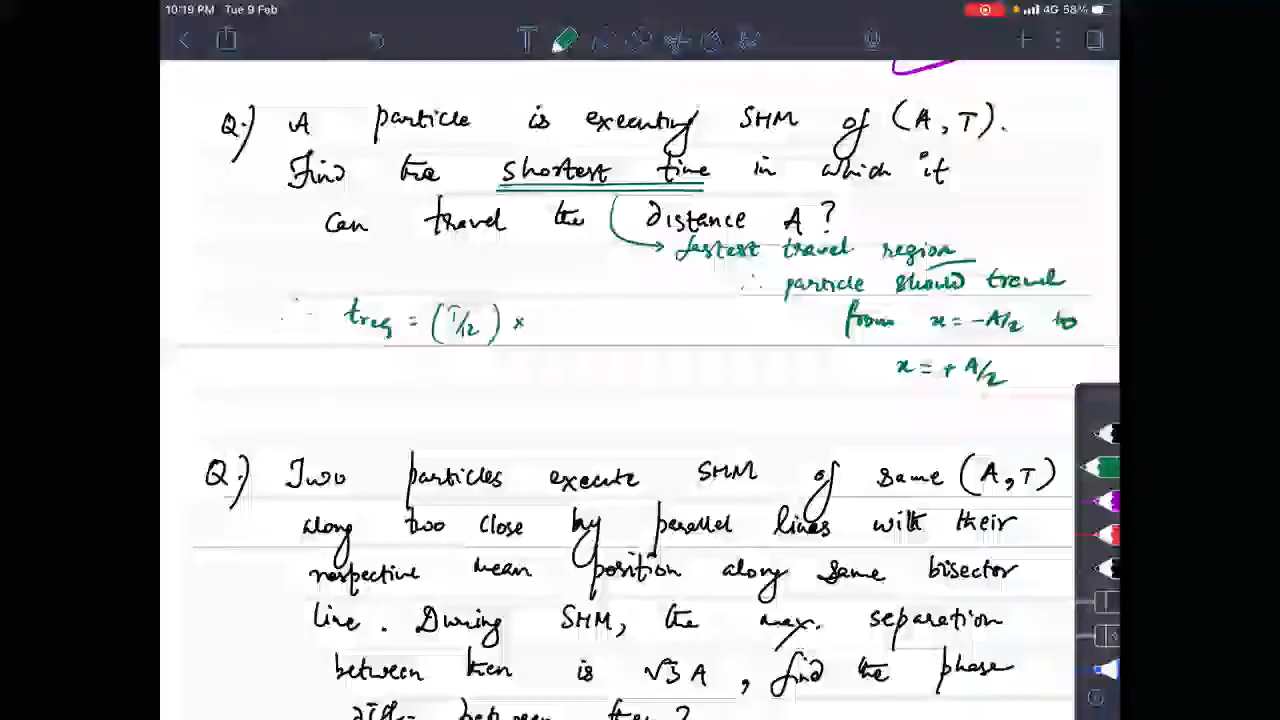 10:19 PM Tue 9 Feb
4G 58%
Q.) A particle is executing SHM of (A, T).
Find the shortest time in which it
can travel the distance A?
fastest travel region
∴ particle should travel
from x = -A/2 to
x = + A/2
∴ treq = (T/12) ×
Q.) Two particles execute SHM of same (A, T)
along two close by parallel lines with their
respective mean position along same bisector
line. During SHM, the max. separation
between then is √3 A, find the phase
between